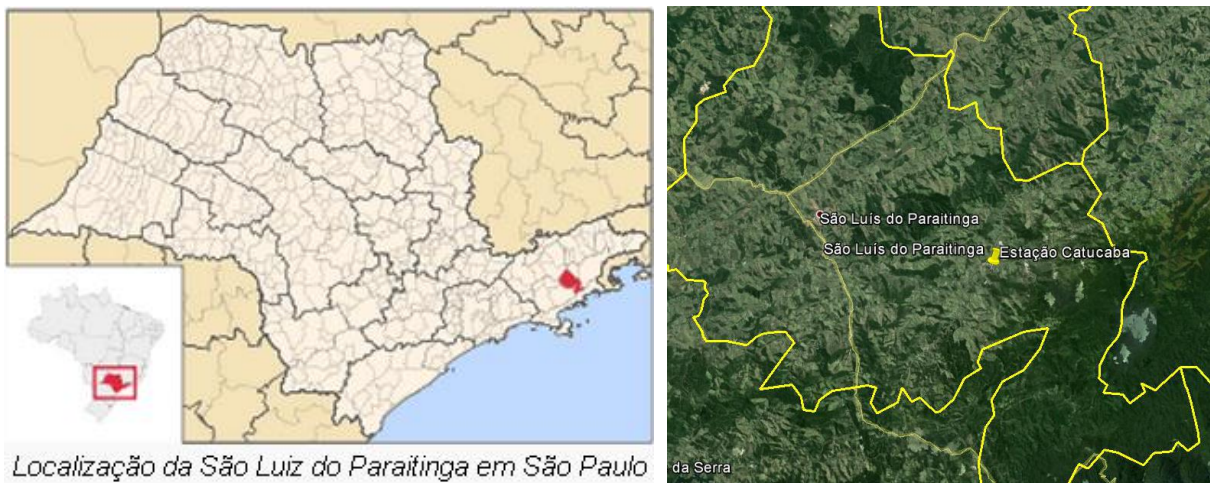 Localização da São Luiz do Paraitinga em São Paulo
São Luís do Paraitinga
São Luís do Paraitinga
Estação Catucaba
da Serra